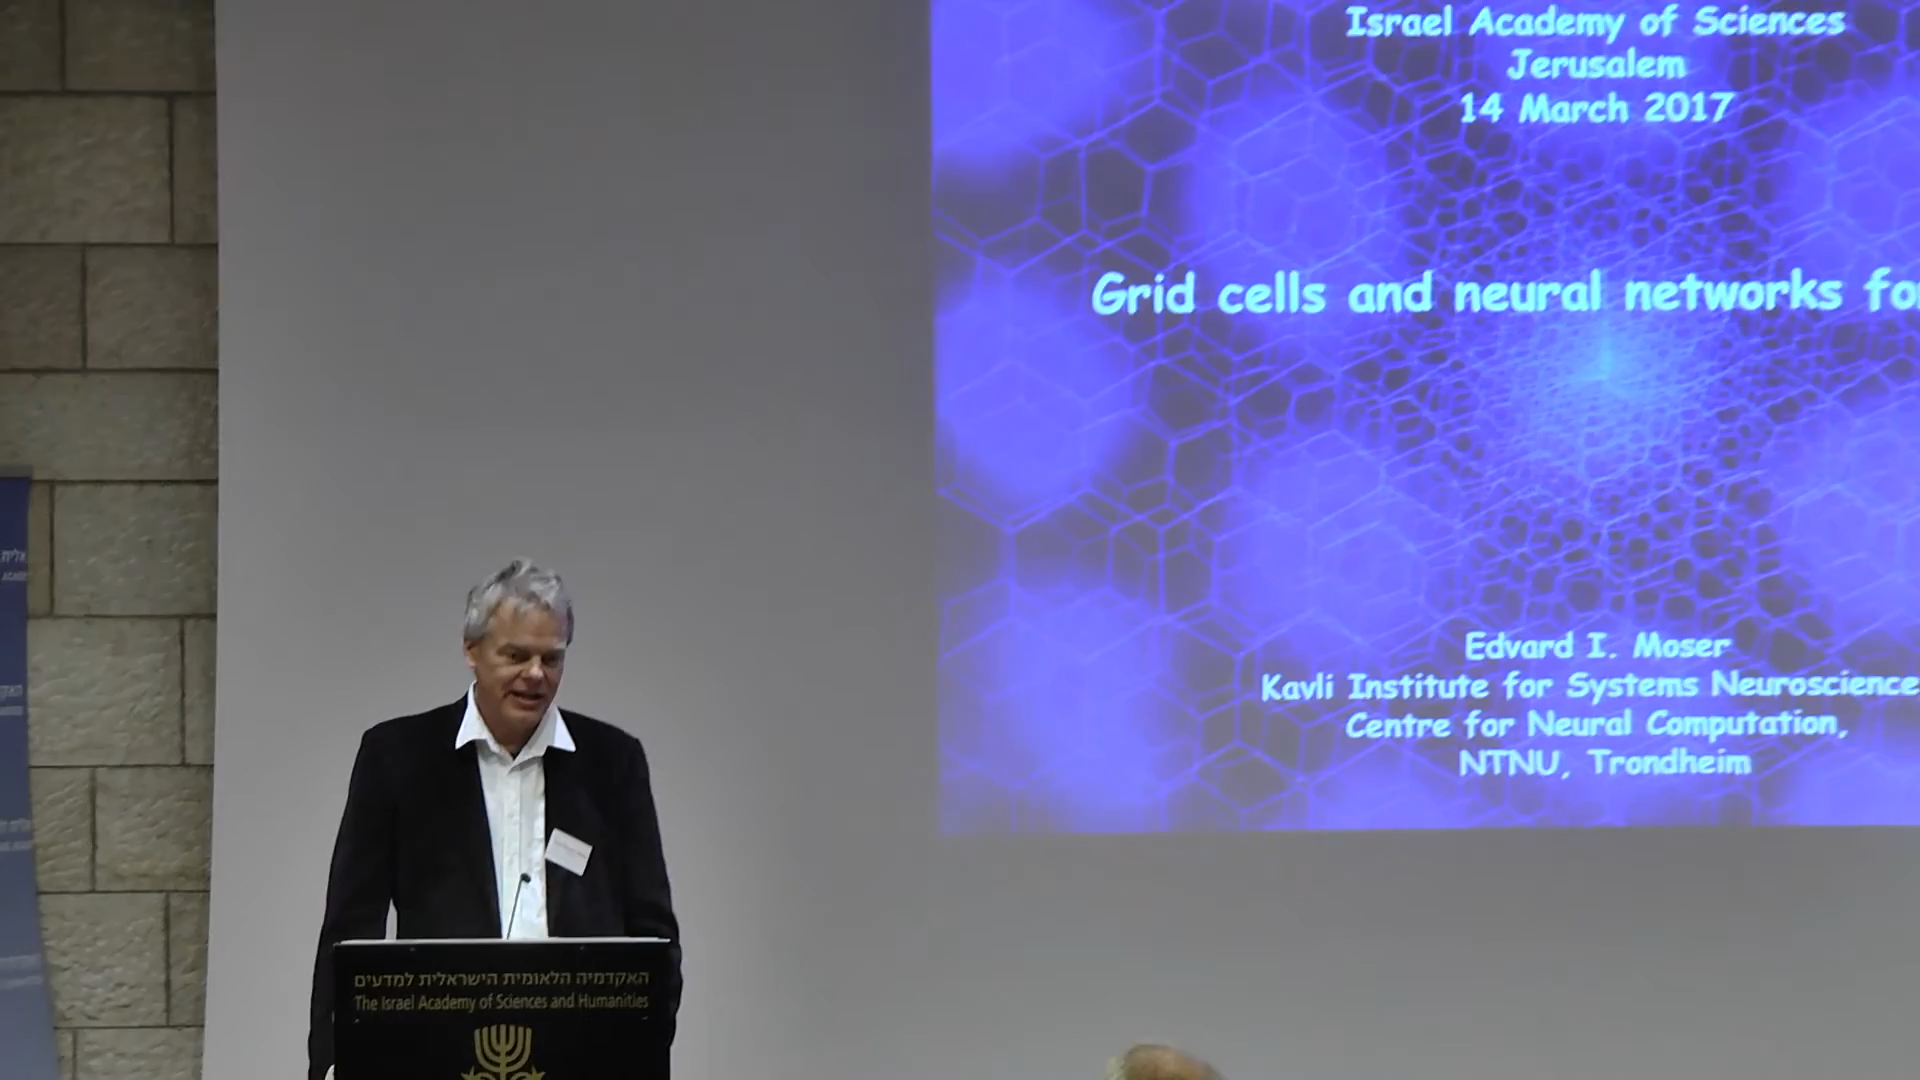 Israel Academy of Sciences
Jerusalem
14 March 2017
Grid cells and neural networks fo
Edvard I. Moser
Kavli Institute for Systems Neuroscience
Centre for Neural Computation,
NTNU, Trondheim
האקדמיה הלאומית הישראלית למדעים
The Israel Academy of Sciences and Humanities